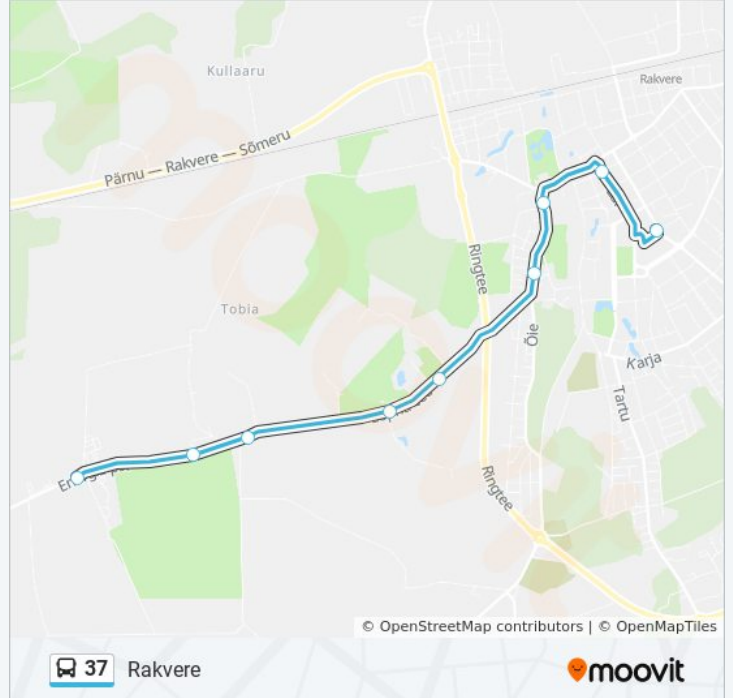 Kullaaru
Rakvere
Pärnu — Rakvere — Sõmeru
Ringtee
Tobia
Õie
Karja
Tartu
Ringtee
© OpenStreetMap contributors | © OpenMapTiles
37 Rakvere
moovit